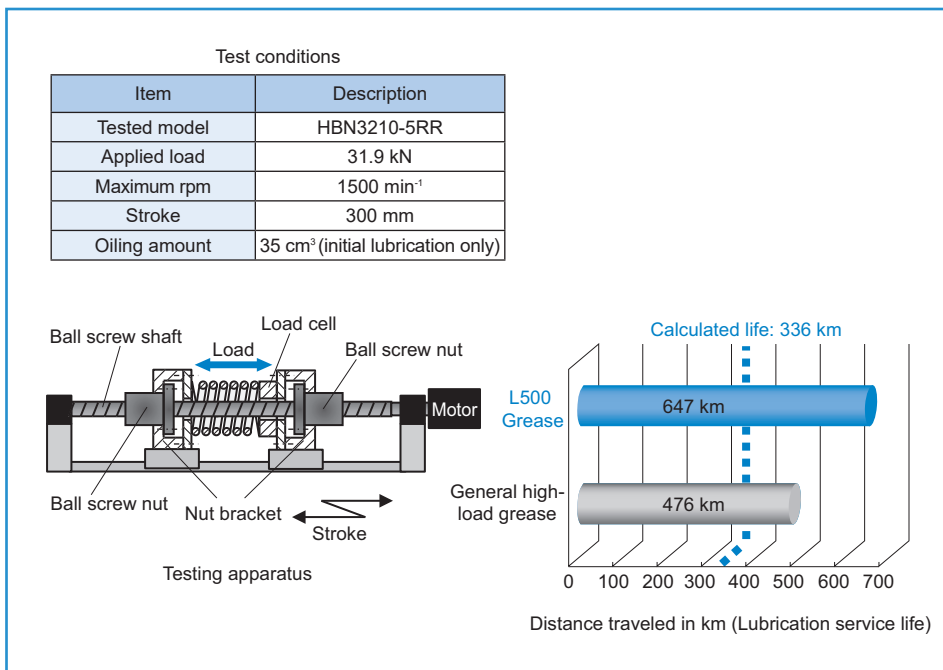 Test conditions
Item Description
Tested model HBN3210-5RR
Applied load 31.9 kN
Maximum rpm 1500 min⁻¹
Stroke 300 mm
Oiling amount 35 cm³ (initial lubrication only)
Ball screw shaft
Load cell
Load
Ball screw nut
Motor
Ball screw nut
Nut bracket
Stroke
Testing apparatus
Calculated life: 336 km
L500
Grease
647 km
General high-
load grease
476 km
0 100 200 300 400 500 600 700
Distance traveled in km (Lubrication service life)